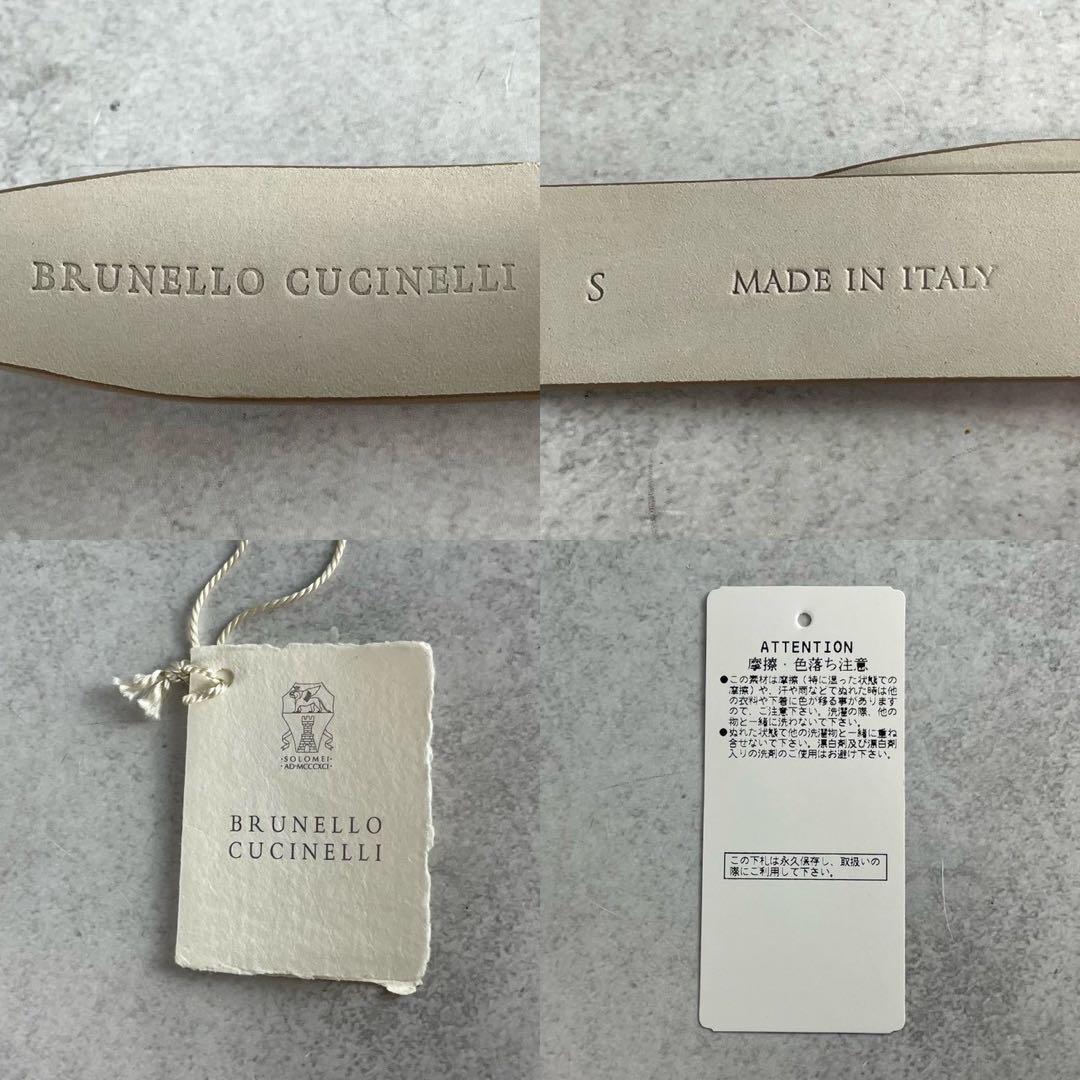 BRUNELLO CUCINELLI
S MADE IN ITALY
·SOLOMEI·
·AD·MCCCXCI·
BRUNELLO
CUCINELLI
ATTENTION
摩擦・色落ち注意
●この素材は摩擦(特に湿った状態での
摩擦)や、汗や雨などでぬれた時は他
の衣料や下着に色が移る事があります
ので、ご注意下さい。洗濯の際、他の
物と一緒に洗わないで下さい。
●ぬれた状態で他の洗濯物と一緒に重ね
合せないで下さい。漂白剤及び漂白剤
入りの洗剤のご使用はお避け下さい。
この下札は永久保存し、取扱いの
際にご利用して下さい。